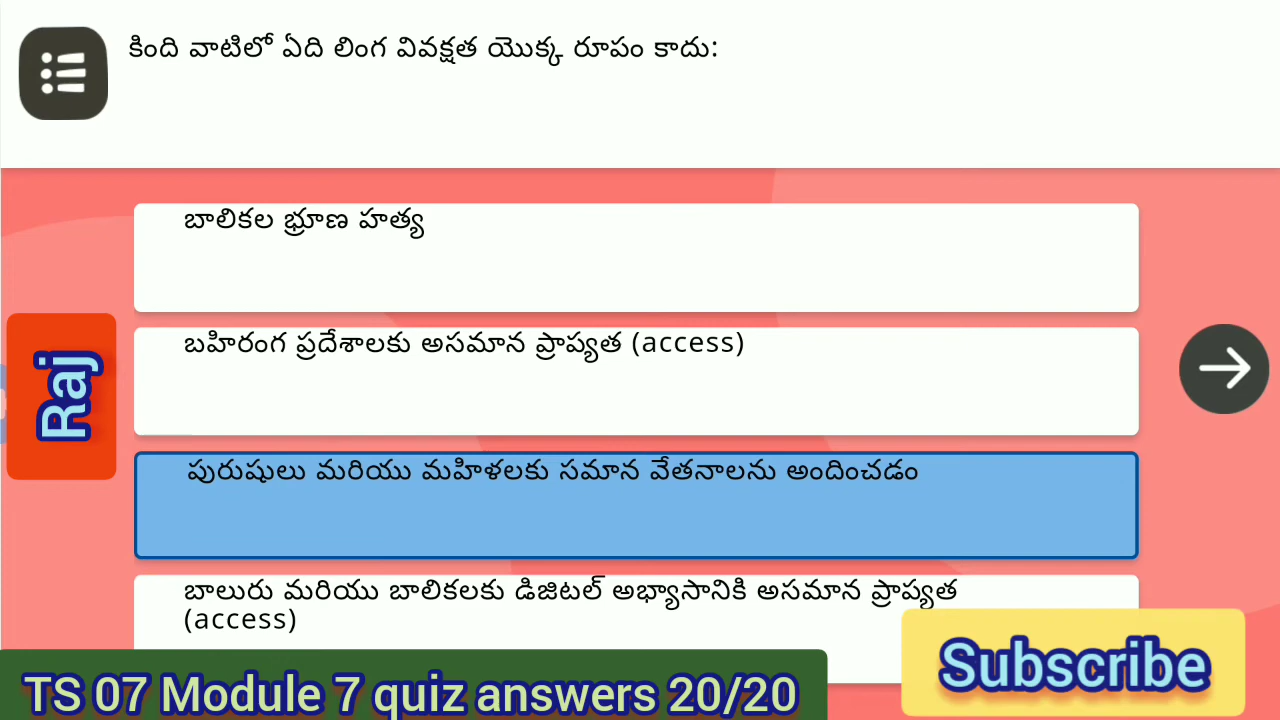 కింది వాటిలో ఏది లింగ వివక్షత యొక్క రూపం కాదు:
బాలికల భ్రూణ హత్య
బహిరంగ ప్రదేశాలకు అసమాన ప్రాప్యత (access)
Raj
పురుషులు మరియు మహిళలకు సమాన వేతనాలను అందించడం
బాలురు మరియు బాలికలకు డిజిటల్ అభ్యాసానికి అసమాన ప్రాప్యత
(access)
Subscribe
TS 07 Module 7 quiz answers 20/20